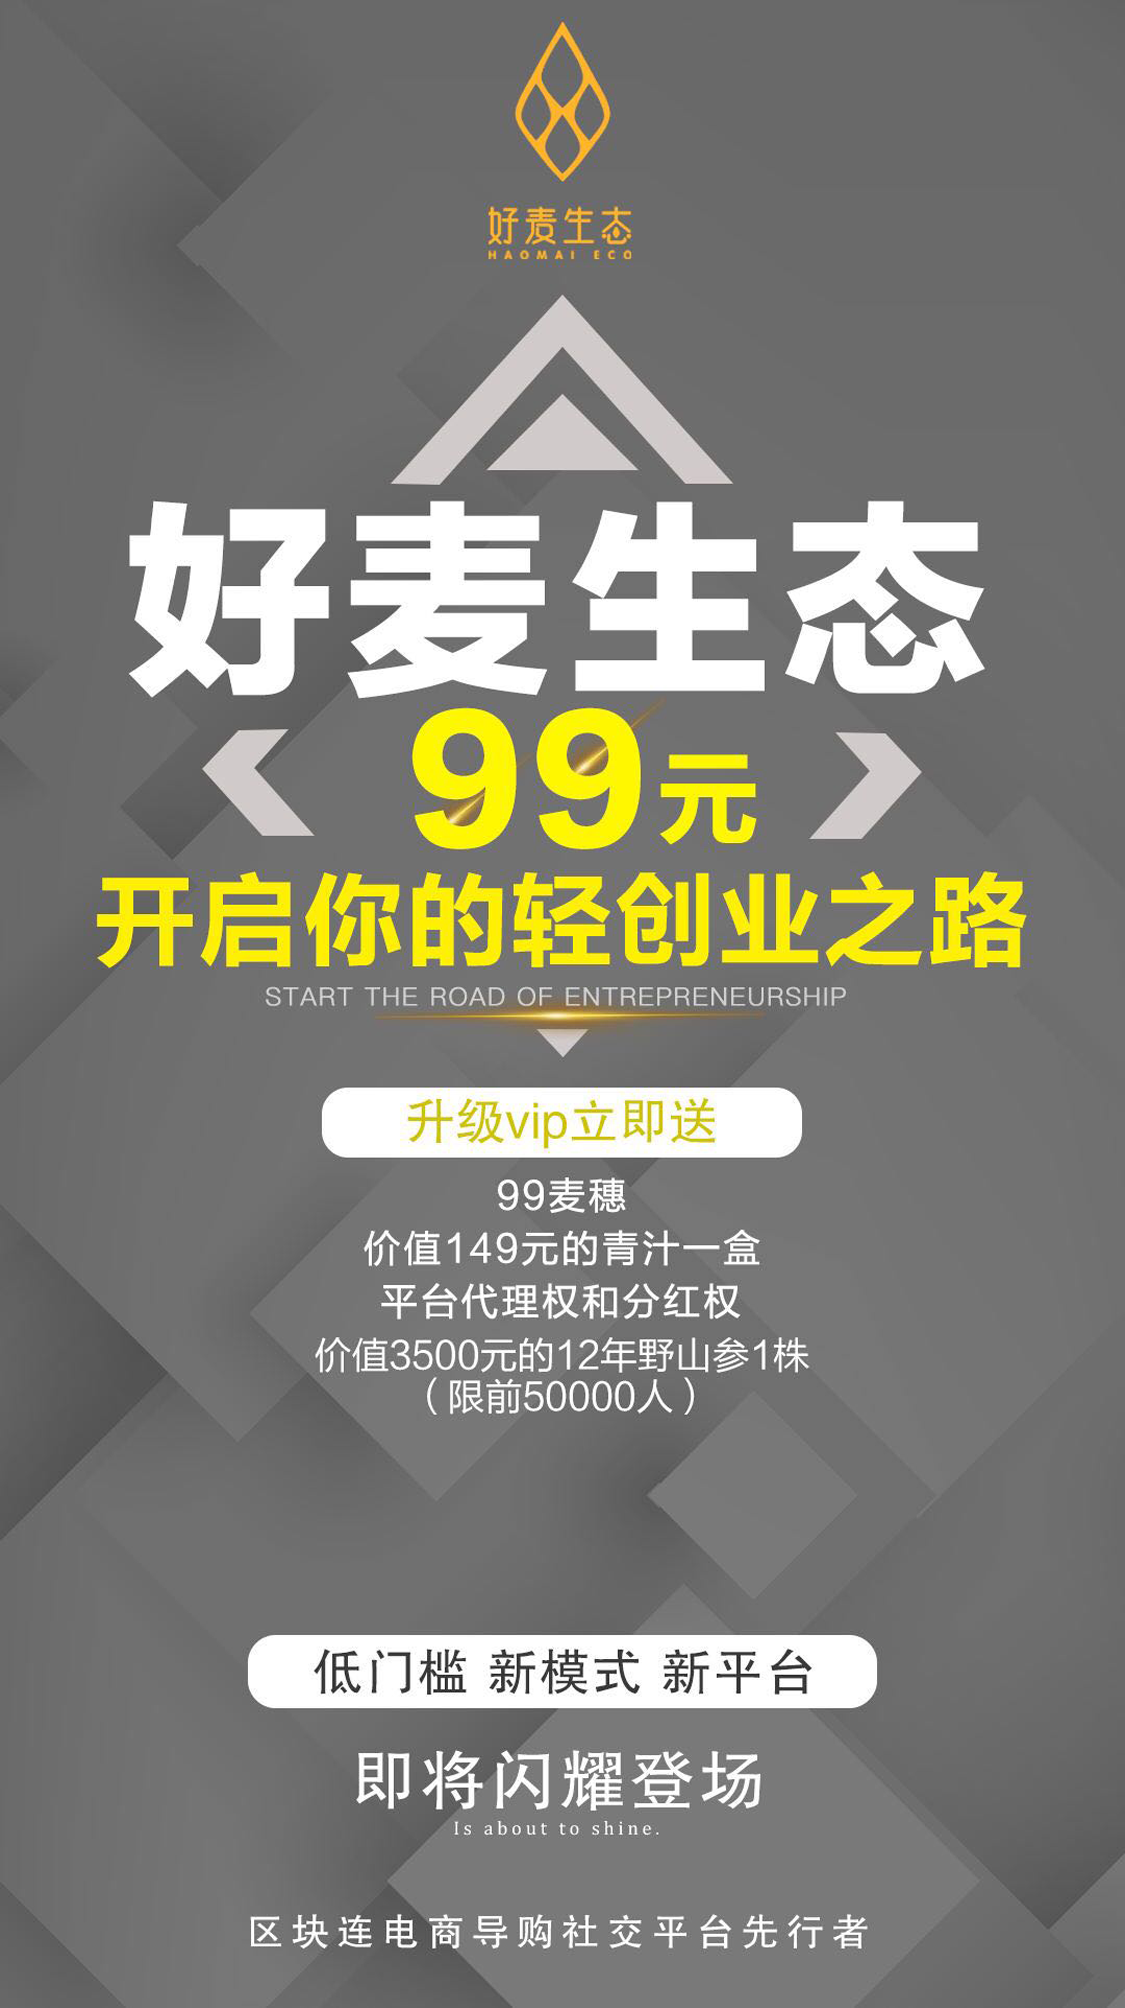 好麦生态
HAOMAI ECO
好麦生态
99元
开启你的轻创业之路
START THE ROAD OF ENTREPRENEURSHIP
升级vip立即送
99麦穗
价值149元的青汁一盒
平台代理权和分红权
价值3500元的12年野山参1株
（限前50000人）
低门槛 新模式 新平台
即将闪耀登场
Is about to shine.
区块连电商导购社交平台先行者